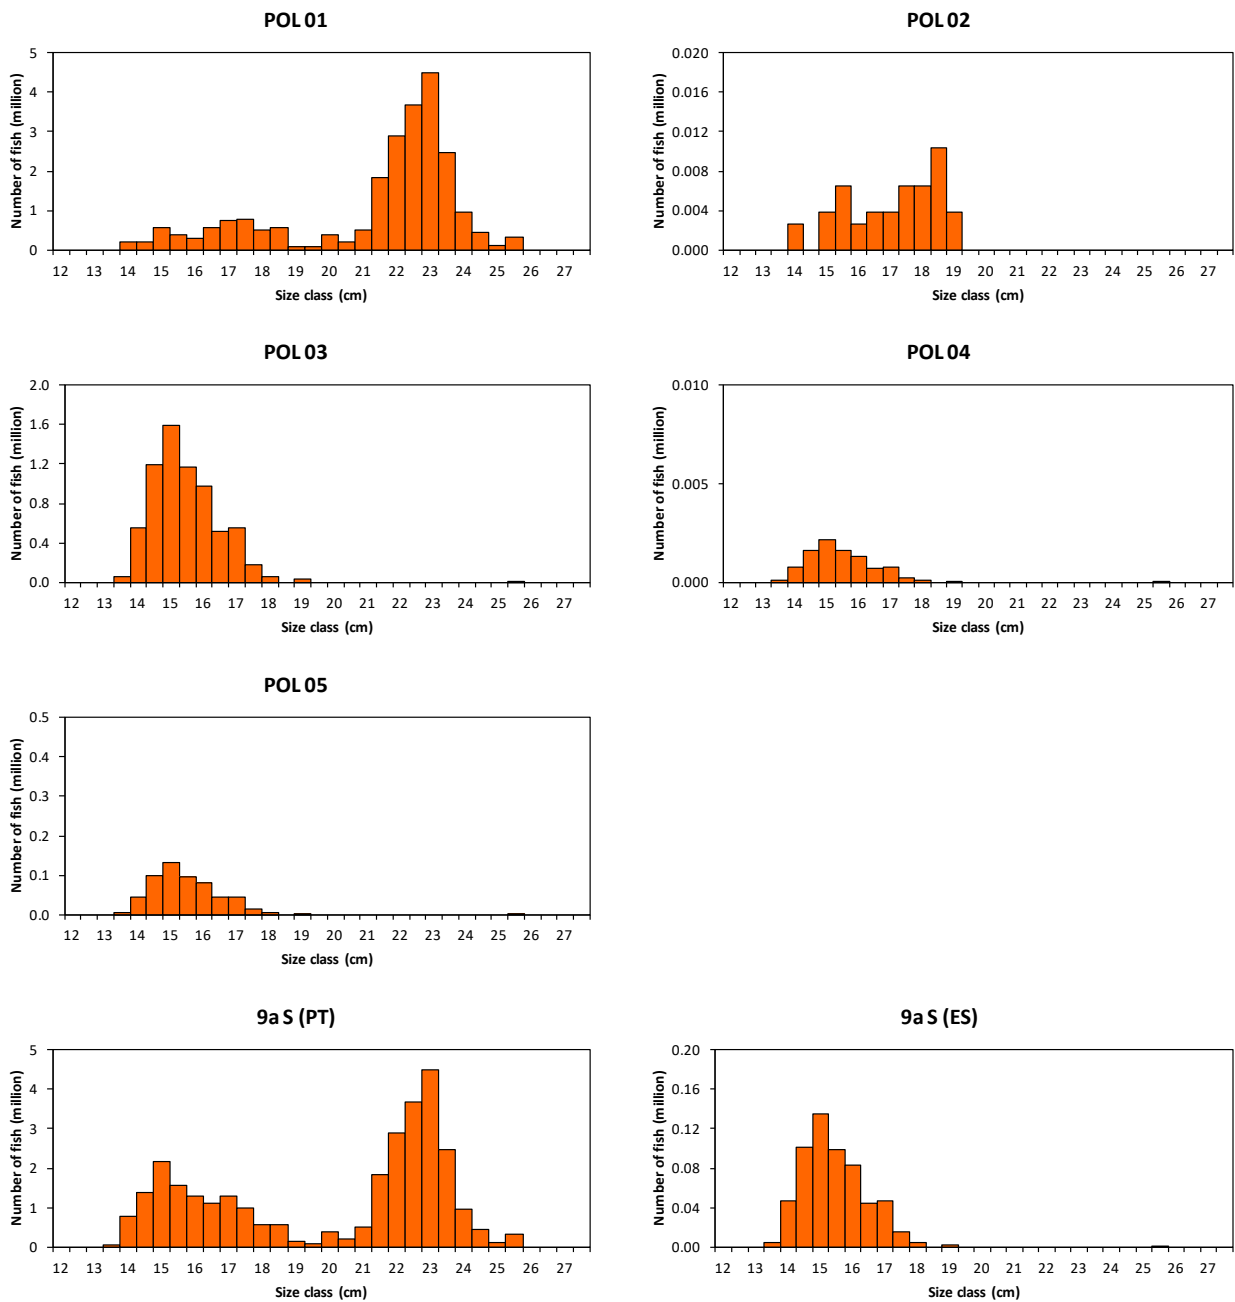 POL 01
5
4
3
2
1
0
Number of fish (million)
12 13 14 15 16 17 18 19 20 21 22 23 24 25 26 27
Size class (cm)
POL 02
0.020
0.016
0.012
0.008
0.004
0.000
Number of fish (million)
12 13 14 15 16 17 18 19 20 21 22 23 24 25 26 27
Size class (cm)
POL 03
2.0
1.6
1.2
0.8
0.4
0.0
Number of fish (million)
12 13 14 15 16 17 18 19 20 21 22 23 24 25 26 27
Size class (cm)
POL 04
0.010
0.005
0.000
Number of fish (million)
12 13 14 15 16 17 18 19 20 21 22 23 24 25 26 27
Size class (cm)
POL 05
0.5
0.4
0.3
0.2
0.1
0.0
Number of fish (million)
12 13 14 15 16 17 18 19 20 21 22 23 24 25 26 27
Size class (cm)
9a S (PT)
5
4
3
2
1
0
Number of fish (million)
12 13 14 15 16 17 18 19 20 21 22 23 24 25 26 27
Size class (cm)
9a S (ES)
0.20
0.16
0.12
0.08
0.04
0.00
Number of fish (million)
12 13 14 15 16 17 18 19 20 21 22 23 24 25 26 27
Size class (cm)